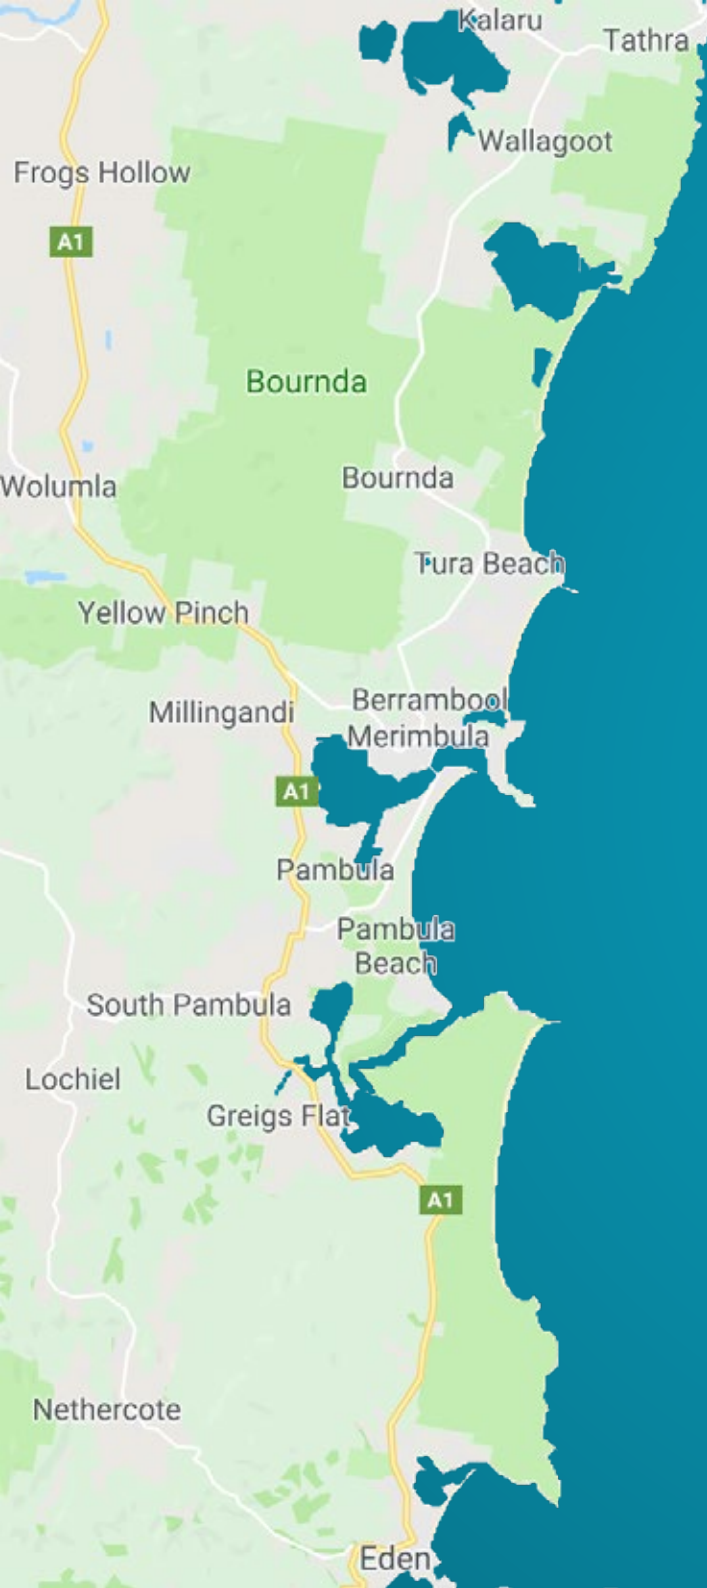 Kalaru
Tathra
Wallagoot
Frogs Hollow
A1
Bournda
Bournda
Wolumla
Tura Beach
Yellow Pinch
Berrambool
Millingandi
Merimbula
A1
Pambula
Pambula
Beach
South Pambula
Lochiel
Greigs Flat
A1
Nethercote
Eden